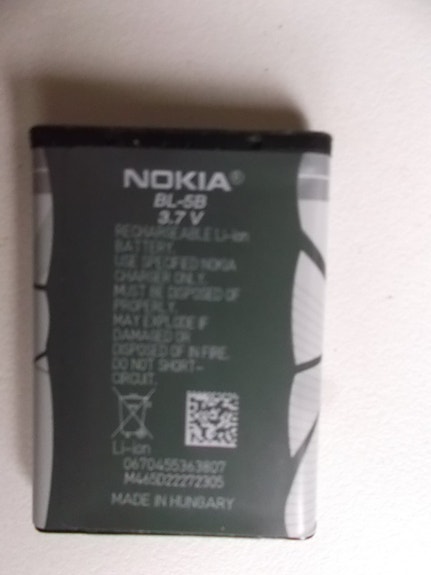 NOKIA®
BL-5B
3.7 V
RECHARGEABLE Li-ion
BATTERY.
USE SPECIFIED NOKIA
CHARGER ONLY.
MUST BE DISPOSED OF
PROPERLY.
MAY EXPLODE IF
DAMAGED OR
DISPOSED OF IN FIRE.
DO NOT SHORT-
CIRCUIT.
Li-ion
0670455363807
M465D22272305
MADE IN HUNGARY